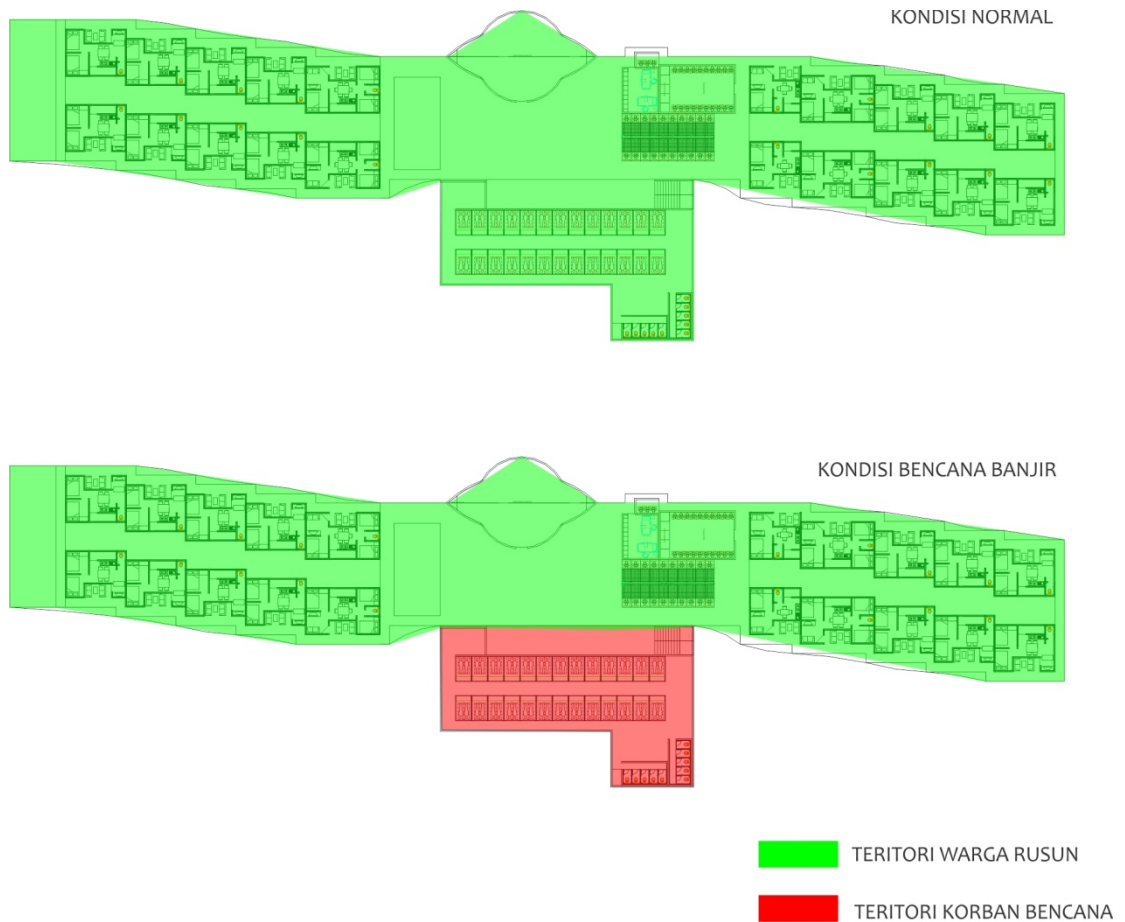 KONDISI NORMAL
KONDISI BENCANA BANJIR
TERITORI WARGA RUSUN
TERITORI KORBAN BENCANA